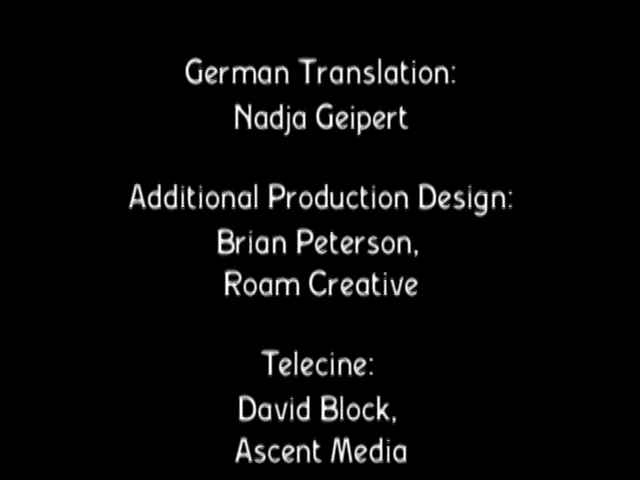 German Translation:
Nadja Geipert
Additional Production Design:
Brian Peterson,
Roam Creative
Telecine:
David Block,
Ascent Media